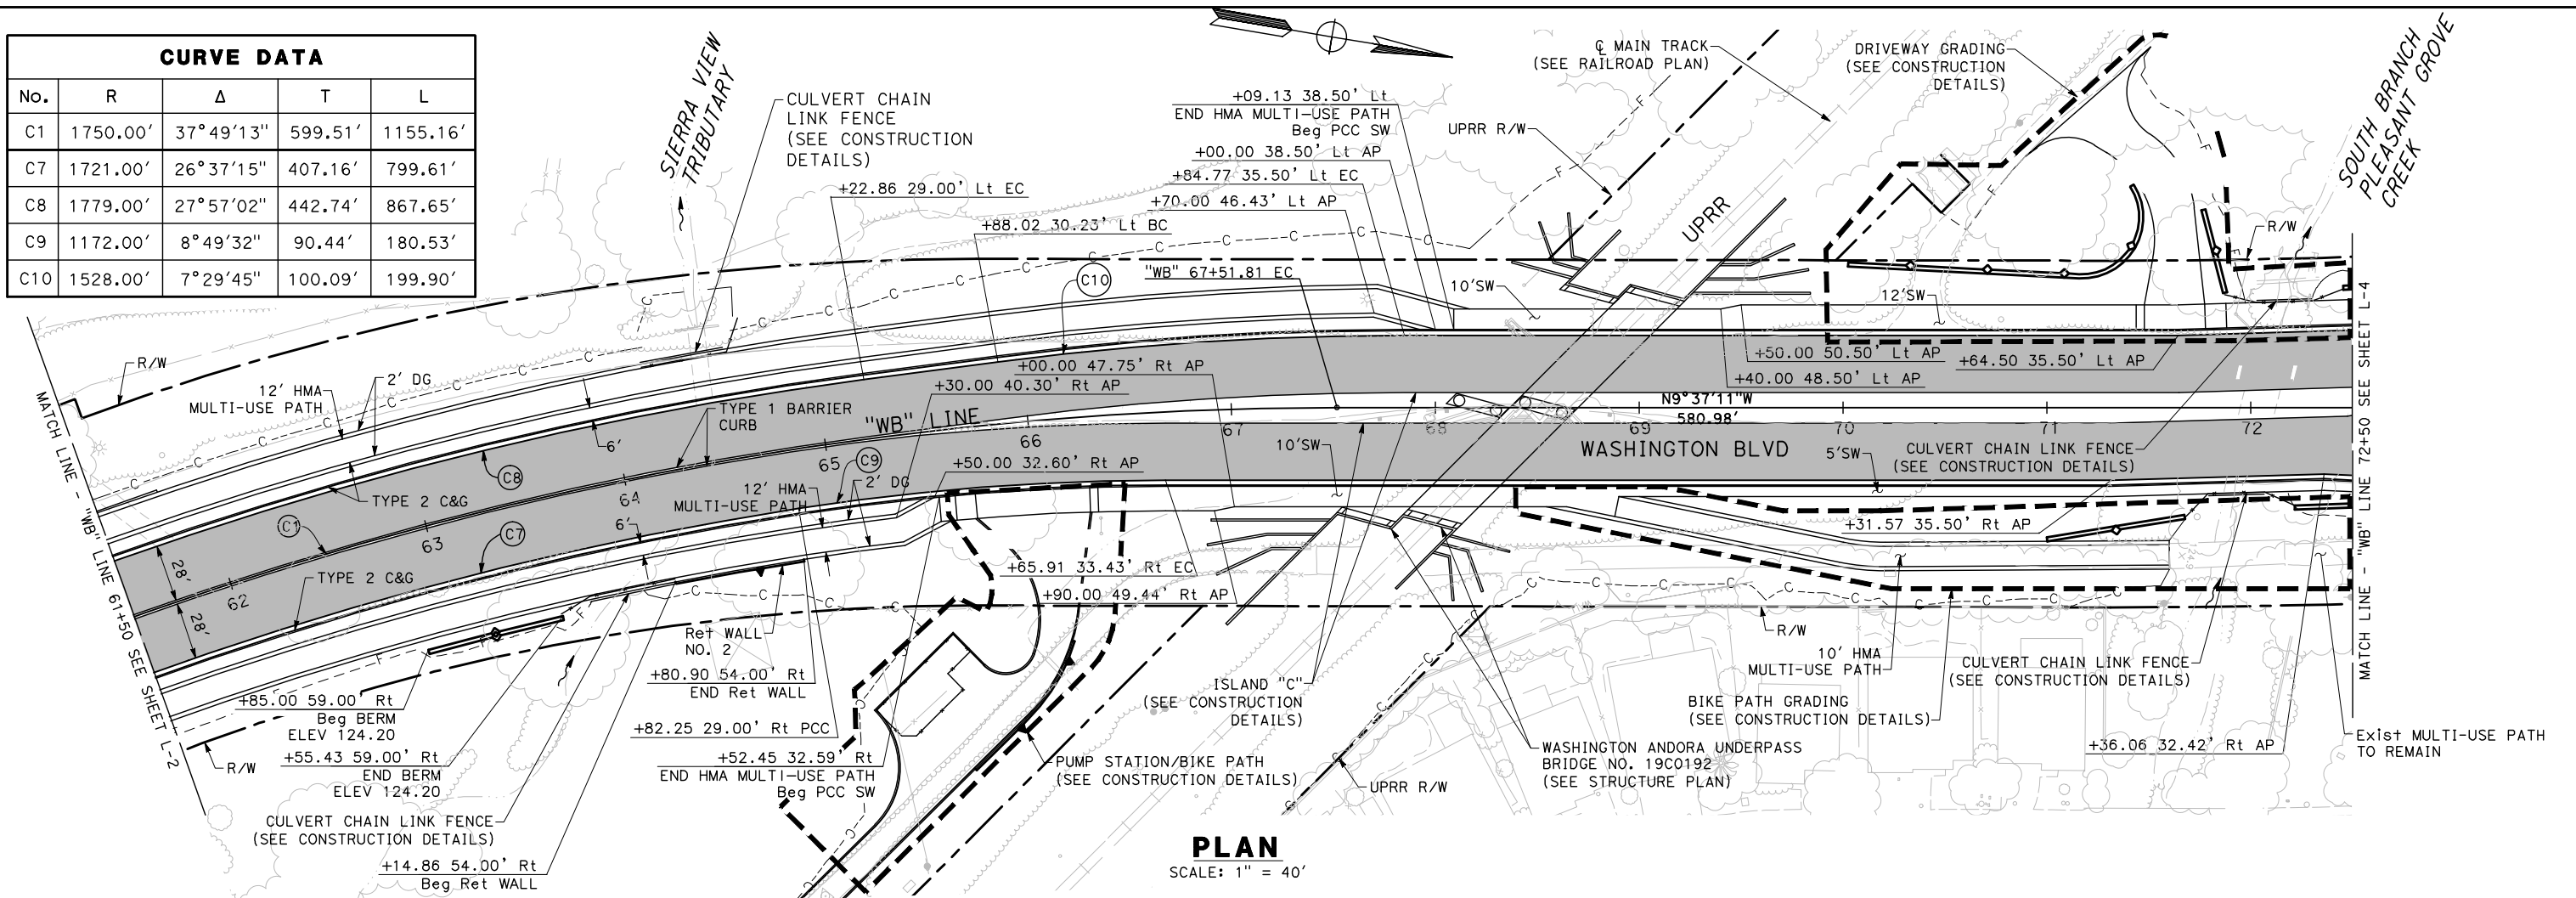 CURVE DATA
No. R Δ T L
C1 1750.00' 37°49'13" 599.51' 1155.16'
C7 1721.00' 26°37'15" 407.16' 799.61'
C8 1779.00' 27°57'02" 442.74' 867.65'
C9 1172.00' 8°49'32" 90.44' 180.53'
C10 1528.00' 7°29'45" 100.09' 199.90'
SIERRA VIEW
TRIBUTARY
CULVERT CHAIN
LINK FENCE
(SEE CONSTRUCTION
DETAILS)
+22.86 29.00' Lt EC
+88.02 30.23' Lt BC
+09.13 38.50' Lt
END HMA MULTI-USE PATH
Beg PCC SW
+00.00 38.50' Lt AP
+84.77 35.50' Lt EC
+70.00 46.43' Lt AP
"WB" 67+51.81 EC
C10
℄ MAIN TRACK
(SEE RAILROAD PLAN)
UPRR R/W
UPRR
DRIVEWAY GRADING
(SEE CONSTRUCTION
DETAILS)
SOUTH BRANCH
PLEASANT GROVE
CREEK
R/W
10'SW
12'SW
+50.00 50.50' Lt AP
+64.50 35.50' Lt AP
+40.00 48.50' Lt AP
MATCH LINE - "WB" LINE 72+50 SEE SHEET L-4
R/W
12' HMA
MULTI-USE PATH
2' DG
+00.00 47.75' Rt AP
+30.00 40.30' Rt AP
TYPE 1 BARRIER
CURB
"WB" LINE
6'
N9°37'11"W
580.98'
WASHINGTON BLVD
62
63
64
65
66
67
68
69
70
71
72
10'SW
5'SW
CULVERT CHAIN LINK FENCE
(SEE CONSTRUCTION DETAILS)
C8
C9
TYPE 2 C&G
+50.00 32.60' Rt AP
12' HMA
MULTI-USE PATH
2' DG
6'
C1
C7
TYPE 2 C&G
28'
28'
MATCH LINE - "WB" LINE 61+50 SEE SHEET L-2
+31.57 35.50' Rt AP
+65.91 33.43' Rt EC
+90.00 49.44' Rt AP
Ret WALL
NO. 2
+80.90 54.00' Rt
END Ret WALL
+85.00 59.00' Rt
Beg BERM
ELEV 124.20
+82.25 29.00' Rt PCC
+55.43 59.00' Rt
END BERM
ELEV 124.20
R/W
+52.45 32.59' Rt
END HMA MULTI-USE PATH
Beg PCC SW
CULVERT CHAIN LINK FENCE
(SEE CONSTRUCTION DETAILS)
+14.86 54.00' Rt
Beg Ret WALL
PUMP STATION/BIKE PATH
(SEE CONSTRUCTION DETAILS)
ISLAND "C"
(SEE CONSTRUCTION
DETAILS)
UPRR R/W
WASHINGTON ANDORA UNDERPASS
BRIDGE NO. 19C0192
(SEE STRUCTURE PLAN)
R/W
10' HMA
MULTI-USE PATH
BIKE PATH GRADING
(SEE CONSTRUCTION DETAILS)
CULVERT CHAIN LINK FENCE
(SEE CONSTRUCTION DETAILS)
+36.06 32.42' Rt AP
Exist MULTI-USE PATH
TO REMAIN
PLAN
SCALE: 1" = 40'